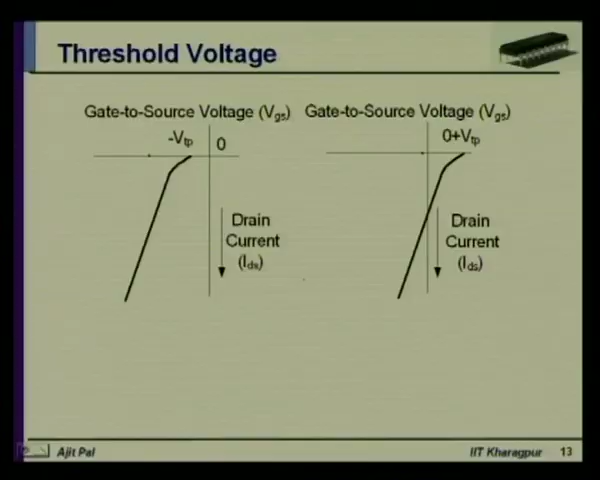 Threshold Voltage
Gate-to-Source Voltage (Vgs)
-Vtp
0
Drain
Current
(Ids)
Gate-to-Source Voltage (Vgs)
0+Vtp
Drain
Current
(Ids)
Ajit Pal
IIT Kharagpur
13